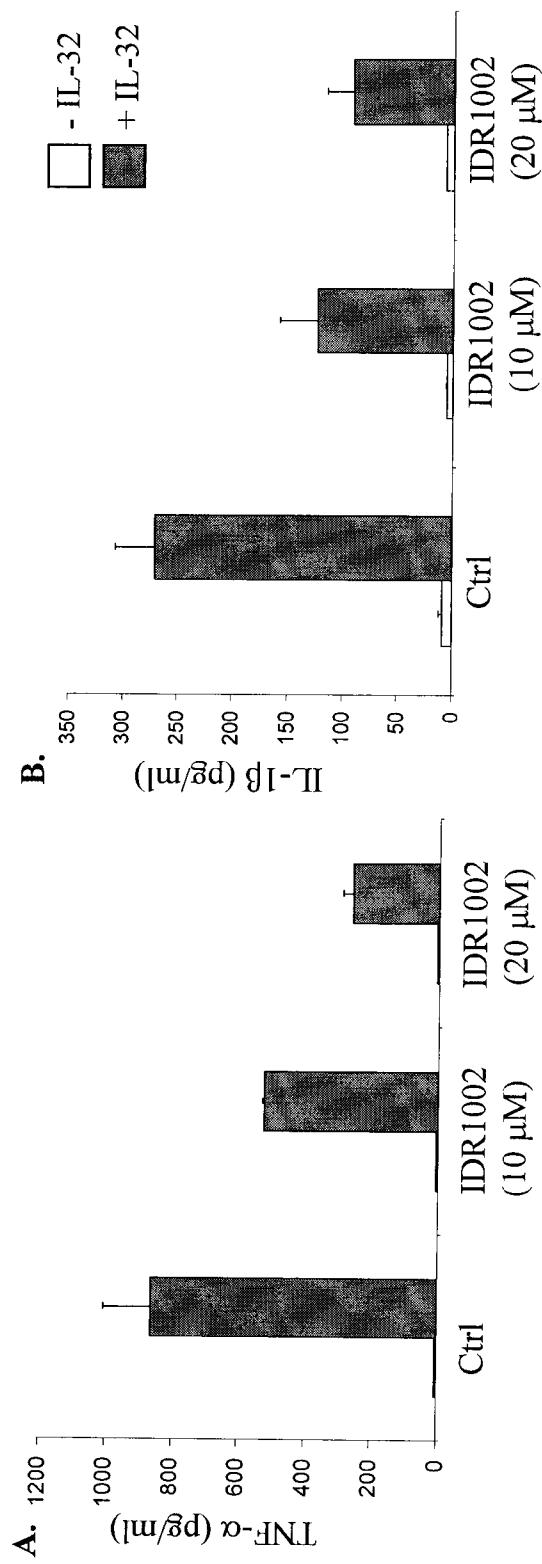 A.
TNF-α (pg/ml)
1200
1000
800
600
400
200
0
Ctrl
IDR1002
(10 μM)
IDR1002
(20 μM)
B.
IL-1β (pg/ml)
350
300
250
200
150
100
50
0
Ctrl
IDR1002
(10 μM)
IDR1002
(20 μM)
- IL-32
+ IL-32